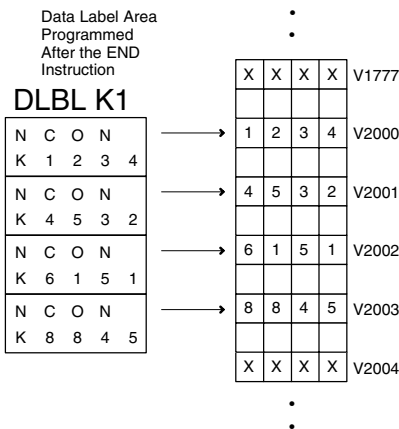 Data Label Area
Programmed
After the END
Instruction
DLBL K1
N C O N
K 1 2 3 4
N C O N
K 4 5 3 2
N C O N
K 6 1 5 1
N C O N
K 8 8 4 5
X X X X V1777
1 2 3 4 V2000
4 5 3 2 V2001
6 1 5 1 V2002
8 8 4 5 V2003
X X X X V2004